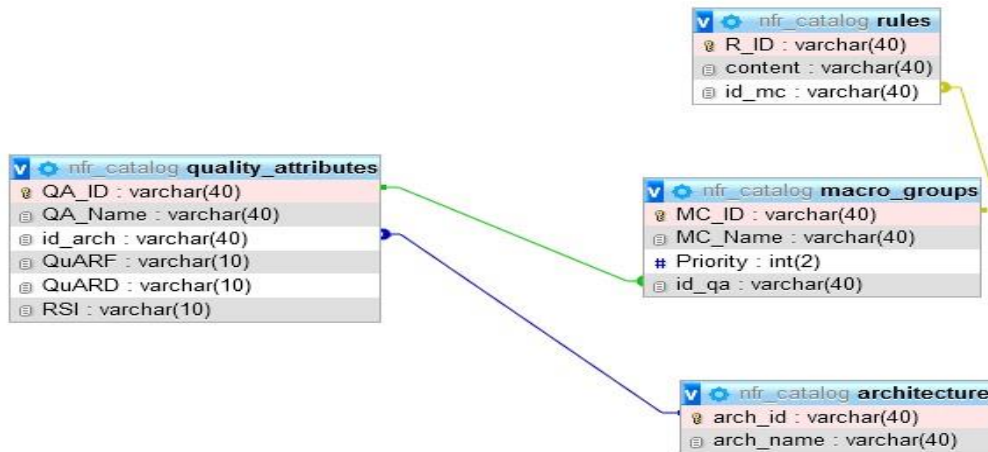 v nfr_catalog rules
R_ID : varchar(40)
content : varchar(40)
id_mc : varchar(40)
v nfr_catalog quality_attributes
QA_ID : varchar(40)
QA_Name : varchar(40)
id_arch : varchar(40)
QuARF : varchar(10)
QuARD : varchar(10)
RSI : varchar(10)
v nfr_catalog macro_groups
MC_ID : varchar(40)
MC_Name : varchar(40)
# Priority : int(2)
id_qa : varchar(40)
v nfr_catalog architecture
arch_id : varchar(40)
arch_name : varchar(40)